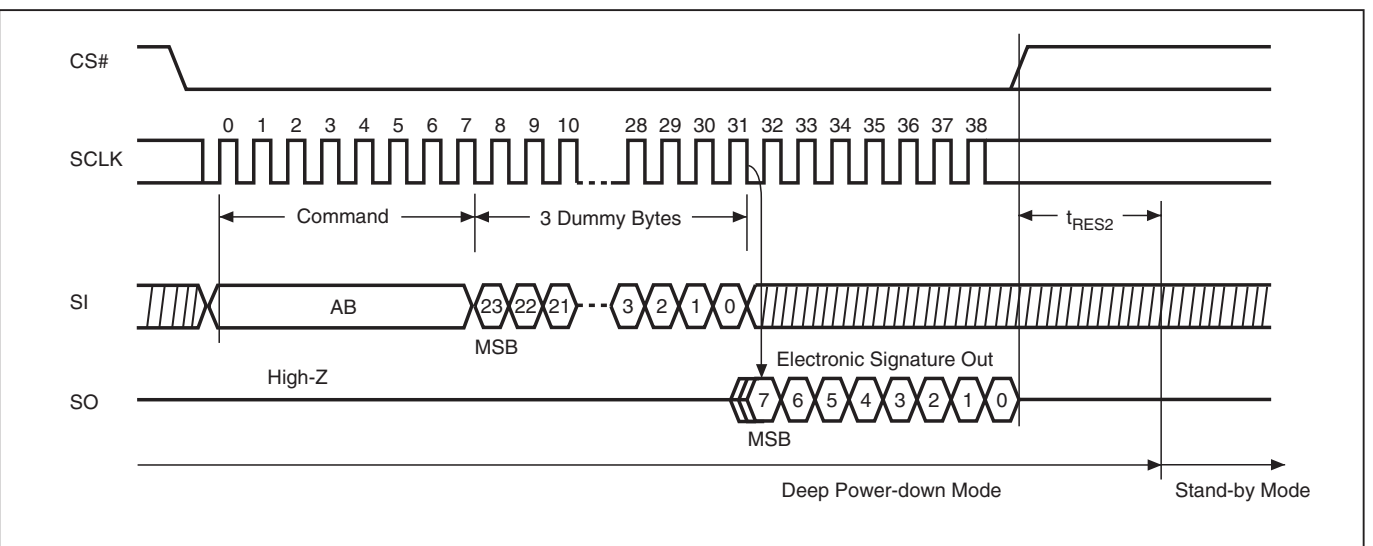 CS#
0 1 2 3 4 5 6 7 8 9 10 28 29 30 31 32 33 34 35 36 37 38
SCLK
Command 3 Dummy Bytes tRES2
SI AB 23 22 21 3 2 1 0
MSB
Electronic Signature Out
High-Z
SO 7 6 5 4 3 2 1 0
MSB
Deep Power-down Mode Stand-by Mode